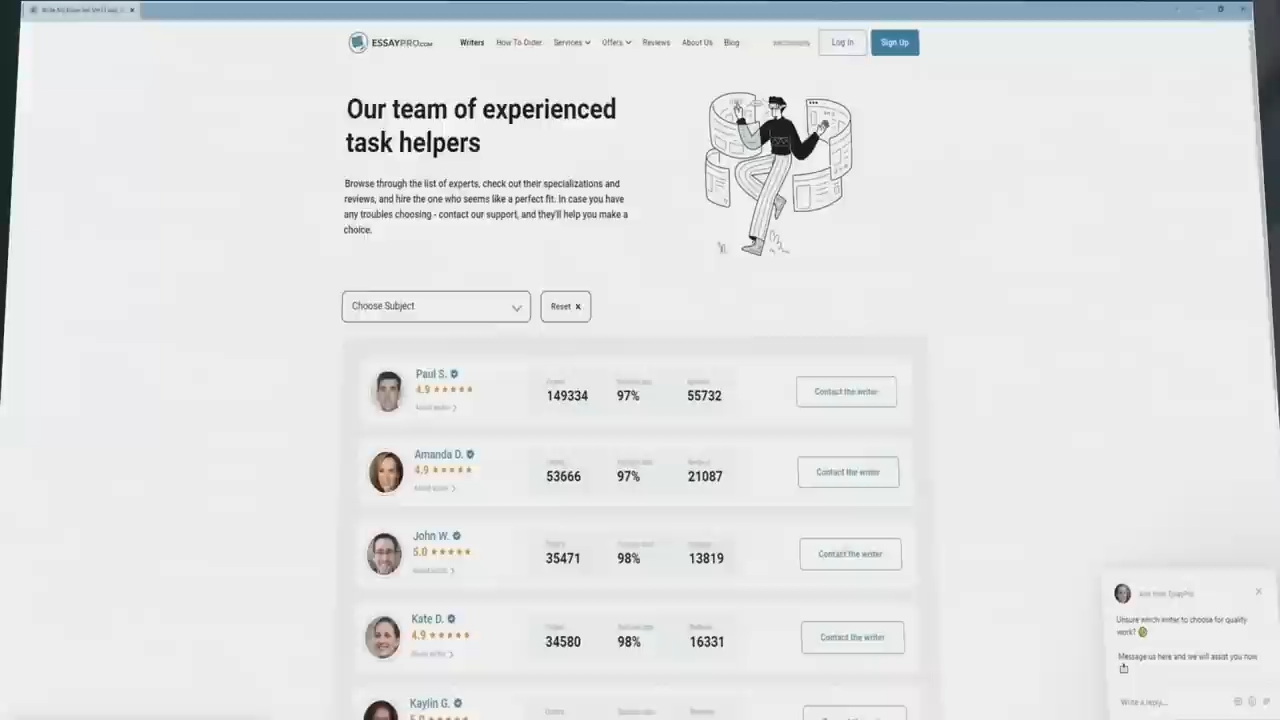 ESSAYPRO.COM
Writers How To Order Services Offers Reviews About Us Blog
Log In
Sign Up
Our team of experienced
task helpers
Browse through the list of experts, check out their specializations and
reviews, and hire the one who seems like a perfect fit. In case you have
any troubles choosing - contact our support, and they'll help you make a
choice.
Choose Subject
Reset x
Paul S.
4.9
149334 97% 55732
Contact the writer
Amanda D.
4.9
53666 97% 21087
Contact the writer
John W.
5.0
35471 98% 13819
Contact the writer
Kate D.
4.9
34580 98% 16331
Contact the writer
Kaylin G.
5.0
Unsure which writer to choose for quality
work?
Message us here and we will assist you now
Write a reply...